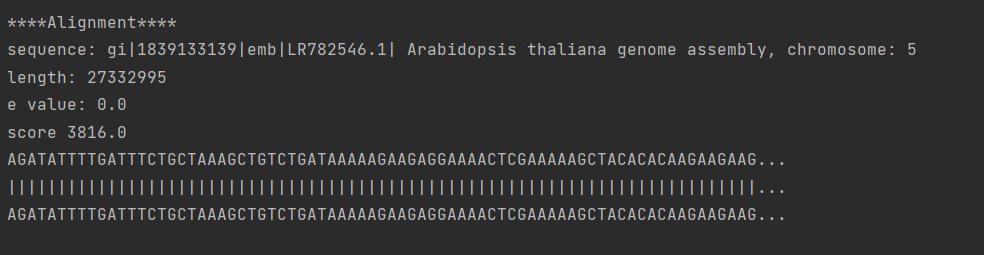 ****Alignment****
sequence: gi|1839133139|emb|LR782546.1| Arabidopsis thaliana genome assembly, chromosome: 5
length: 27332995
e value: 0.0
score 3816.0
AGATATTTTGATTTCTGCTAAAGCTGTCTGATAAAAAGAAGAGGAAAACTCGAAAAAGCTACACACAAGAAGAAG...
|||||||||||||||||||||||||||||||||||||||||||||||||||||||||||||||||||||||||||...
AGATATTTTGATTTCTGCTAAAGCTGTCTGATAAAAAGAAGAGGAAAACTCGAAAAAGCTACACACAAGAAGAAG...